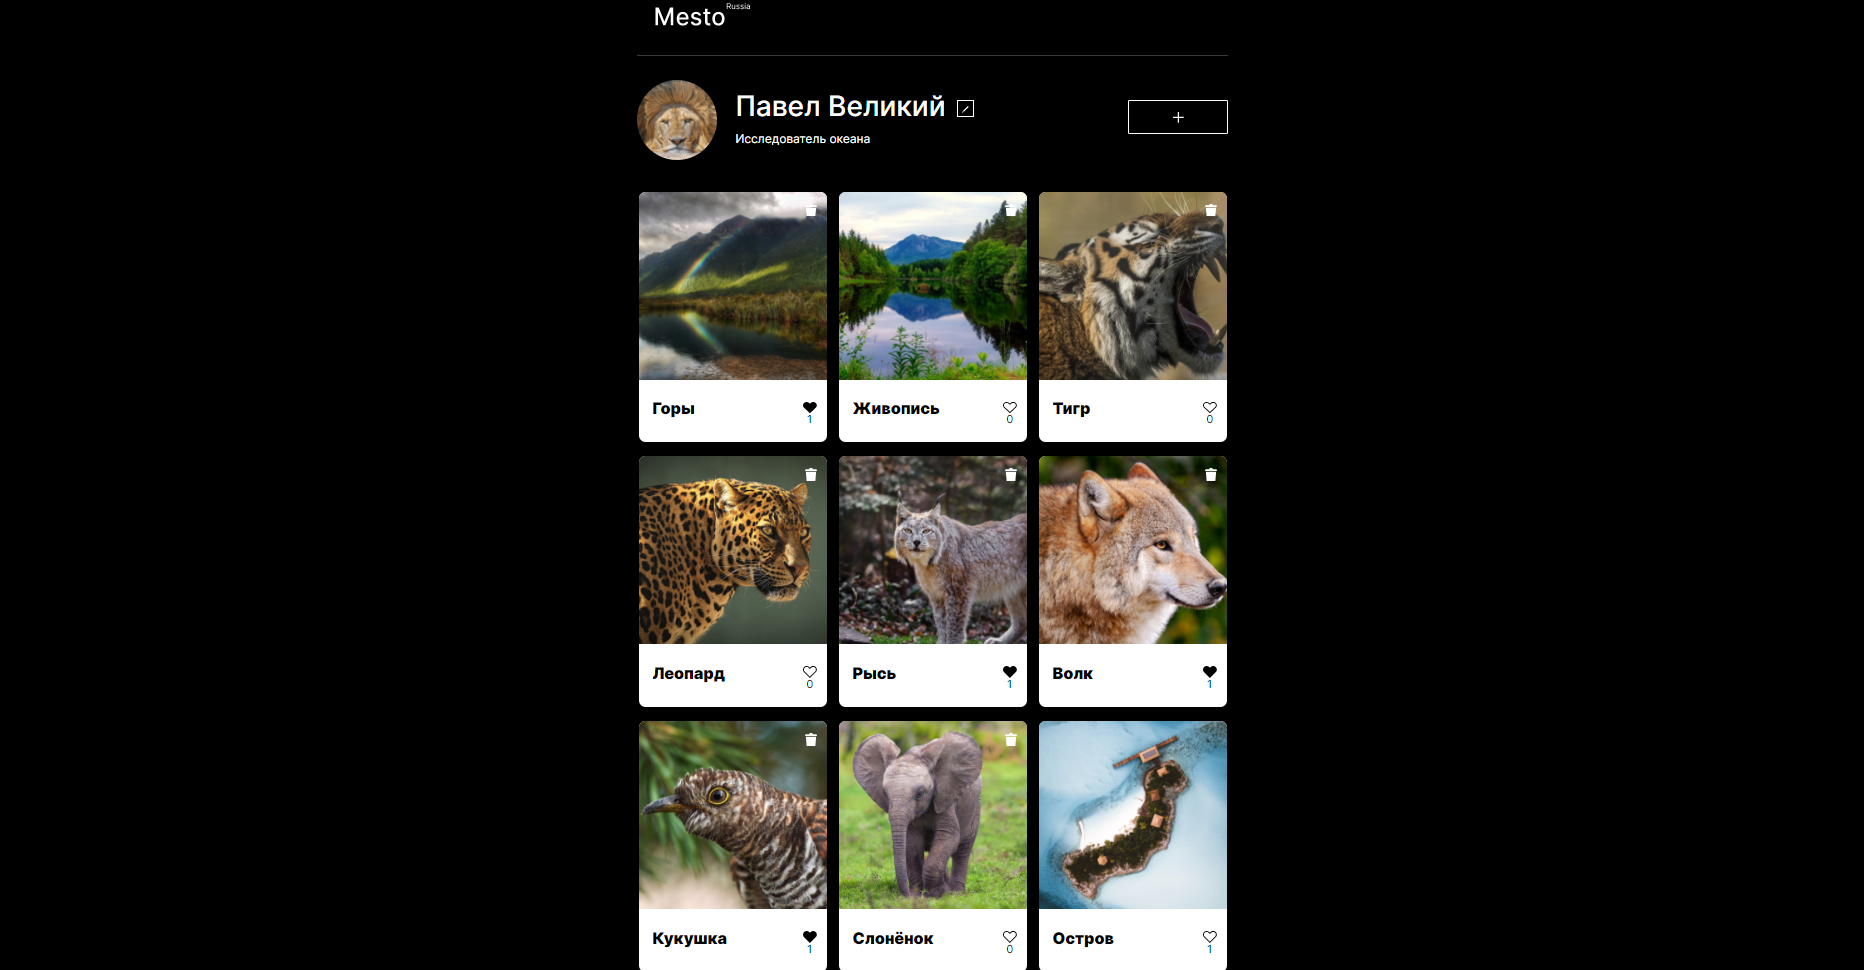 Mesto Russia
Павел Великий
Исследователь океана
Горы
1
Живопись
0
Тигр
0
Леопард
0
Рысь
1
Волк
1
Кукушка
1
Слонёнок
0
Остров
1